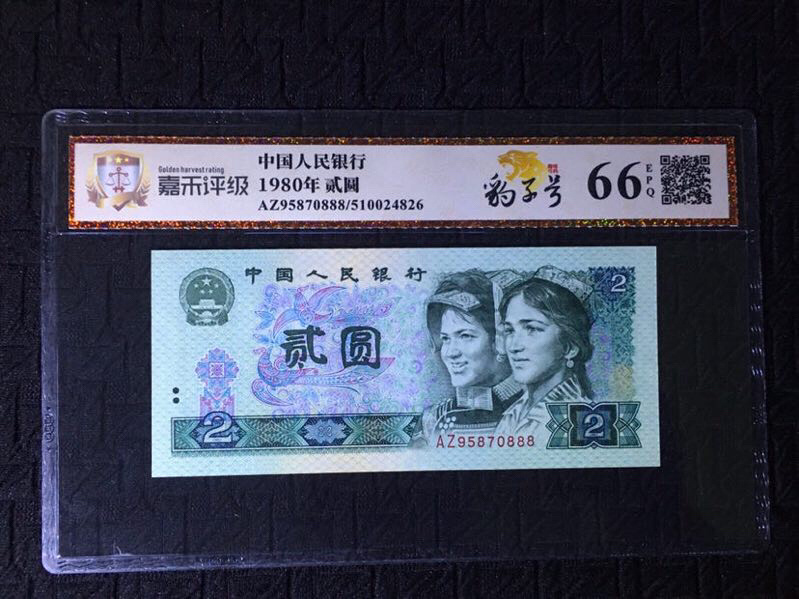 Golden harvest rating
嘉禾评级
中国人民银行
1980年 贰圆
AZ95870888/510024826
豹子号
66
EPQ
中国人民银行
2
贰圆
2
AZ95870888
2